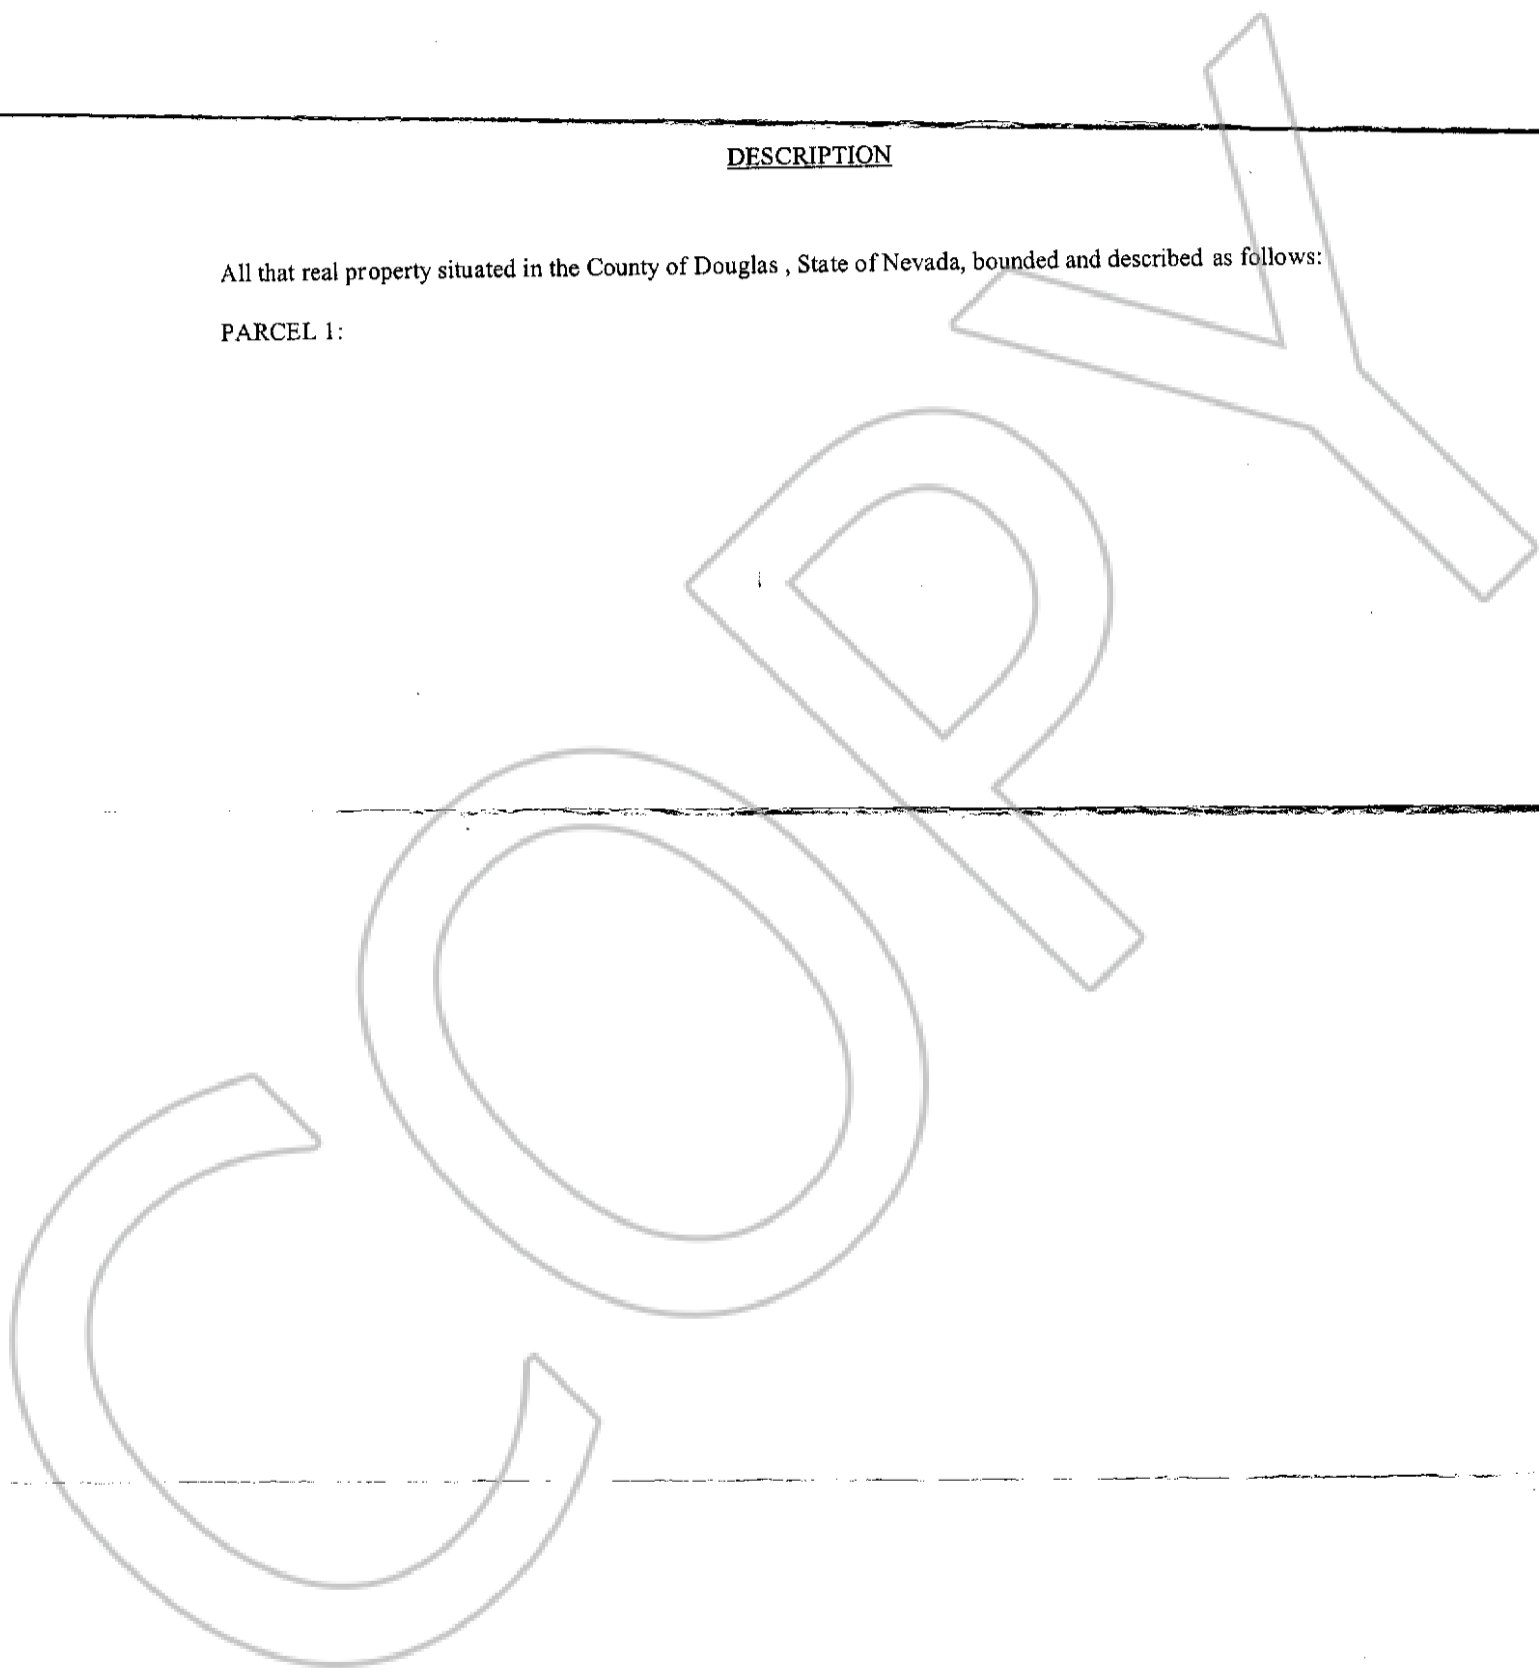 DESCRIPTION
All that real property situated in the County of Douglas , State of Nevada, bounded and described as follows:
PARCEL 1:
COPY